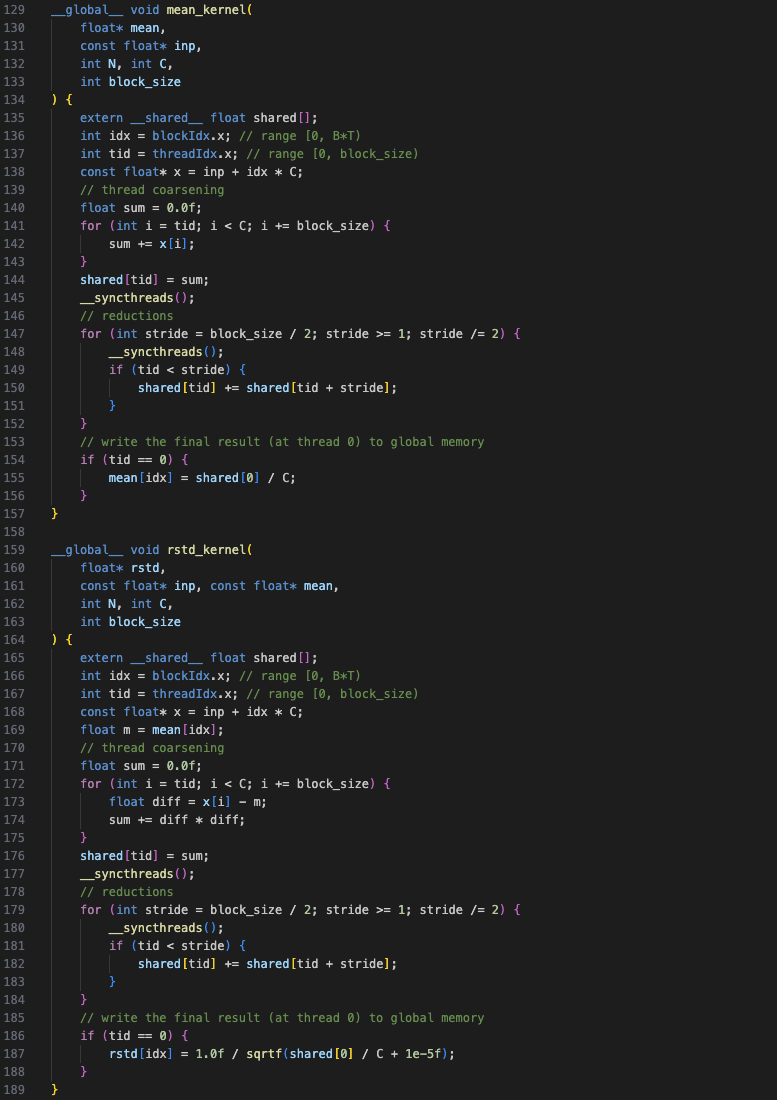 129 __global__ void mean_kernel(
130     float* mean,
131     const float* inp,
132     int N, int C,
133     int block_size
134 ) {
135     extern __shared__ float shared[];
136     int idx = blockIdx.x; // range [0, B*T)
137     int tid = threadIdx.x; // range [0, block_size)
138     const float* x = inp + idx * C;
139     // thread coarsening
140     float sum = 0.0f;
141     for (int i = tid; i < C; i += block_size) {
142         sum += x[i];
143     }
144     shared[tid] = sum;
145     __syncthreads();
146     // reductions
147     for (int stride = block_size / 2; stride >= 1; stride /= 2) {
148         __syncthreads();
149         if (tid < stride) {
150             shared[tid] += shared[tid + stride];
151         }
152     }
153     // write the final result (at thread 0) to global memory
154     if (tid == 0) {
155         mean[idx] = shared[0] / C;
156     }
157 }
158
159 __global__ void rstd_kernel(
160     float* rstd,
161     const float* inp, const float* mean,
162     int N, int C,
163     int block_size
164 ) {
165     extern __shared__ float shared[];
166     int idx = blockIdx.x; // range [0, B*T)
167     int tid = threadIdx.x; // range [0, block_size)
168     const float* x = inp + idx * C;
169     float m = mean[idx];
170     // thread coarsening
171     float sum = 0.0f;
172     for (int i = tid; i < C; i += block_size) {
173         float diff = x[i] - m;
174         sum += diff * diff;
175     }
176     shared[tid] = sum;
177     __syncthreads();
178     // reductions
179     for (int stride = block_size / 2; stride >= 1; stride /= 2) {
180         __syncthreads();
181         if (tid < stride) {
182             shared[tid] += shared[tid + stride];
183         }
184     }
185     // write the final result (at thread 0) to global memory
186     if (tid == 0) {
187         rstd[idx] = 1.0f / sqrtf(shared[0] / C + 1e-5f);
188     }
189 }